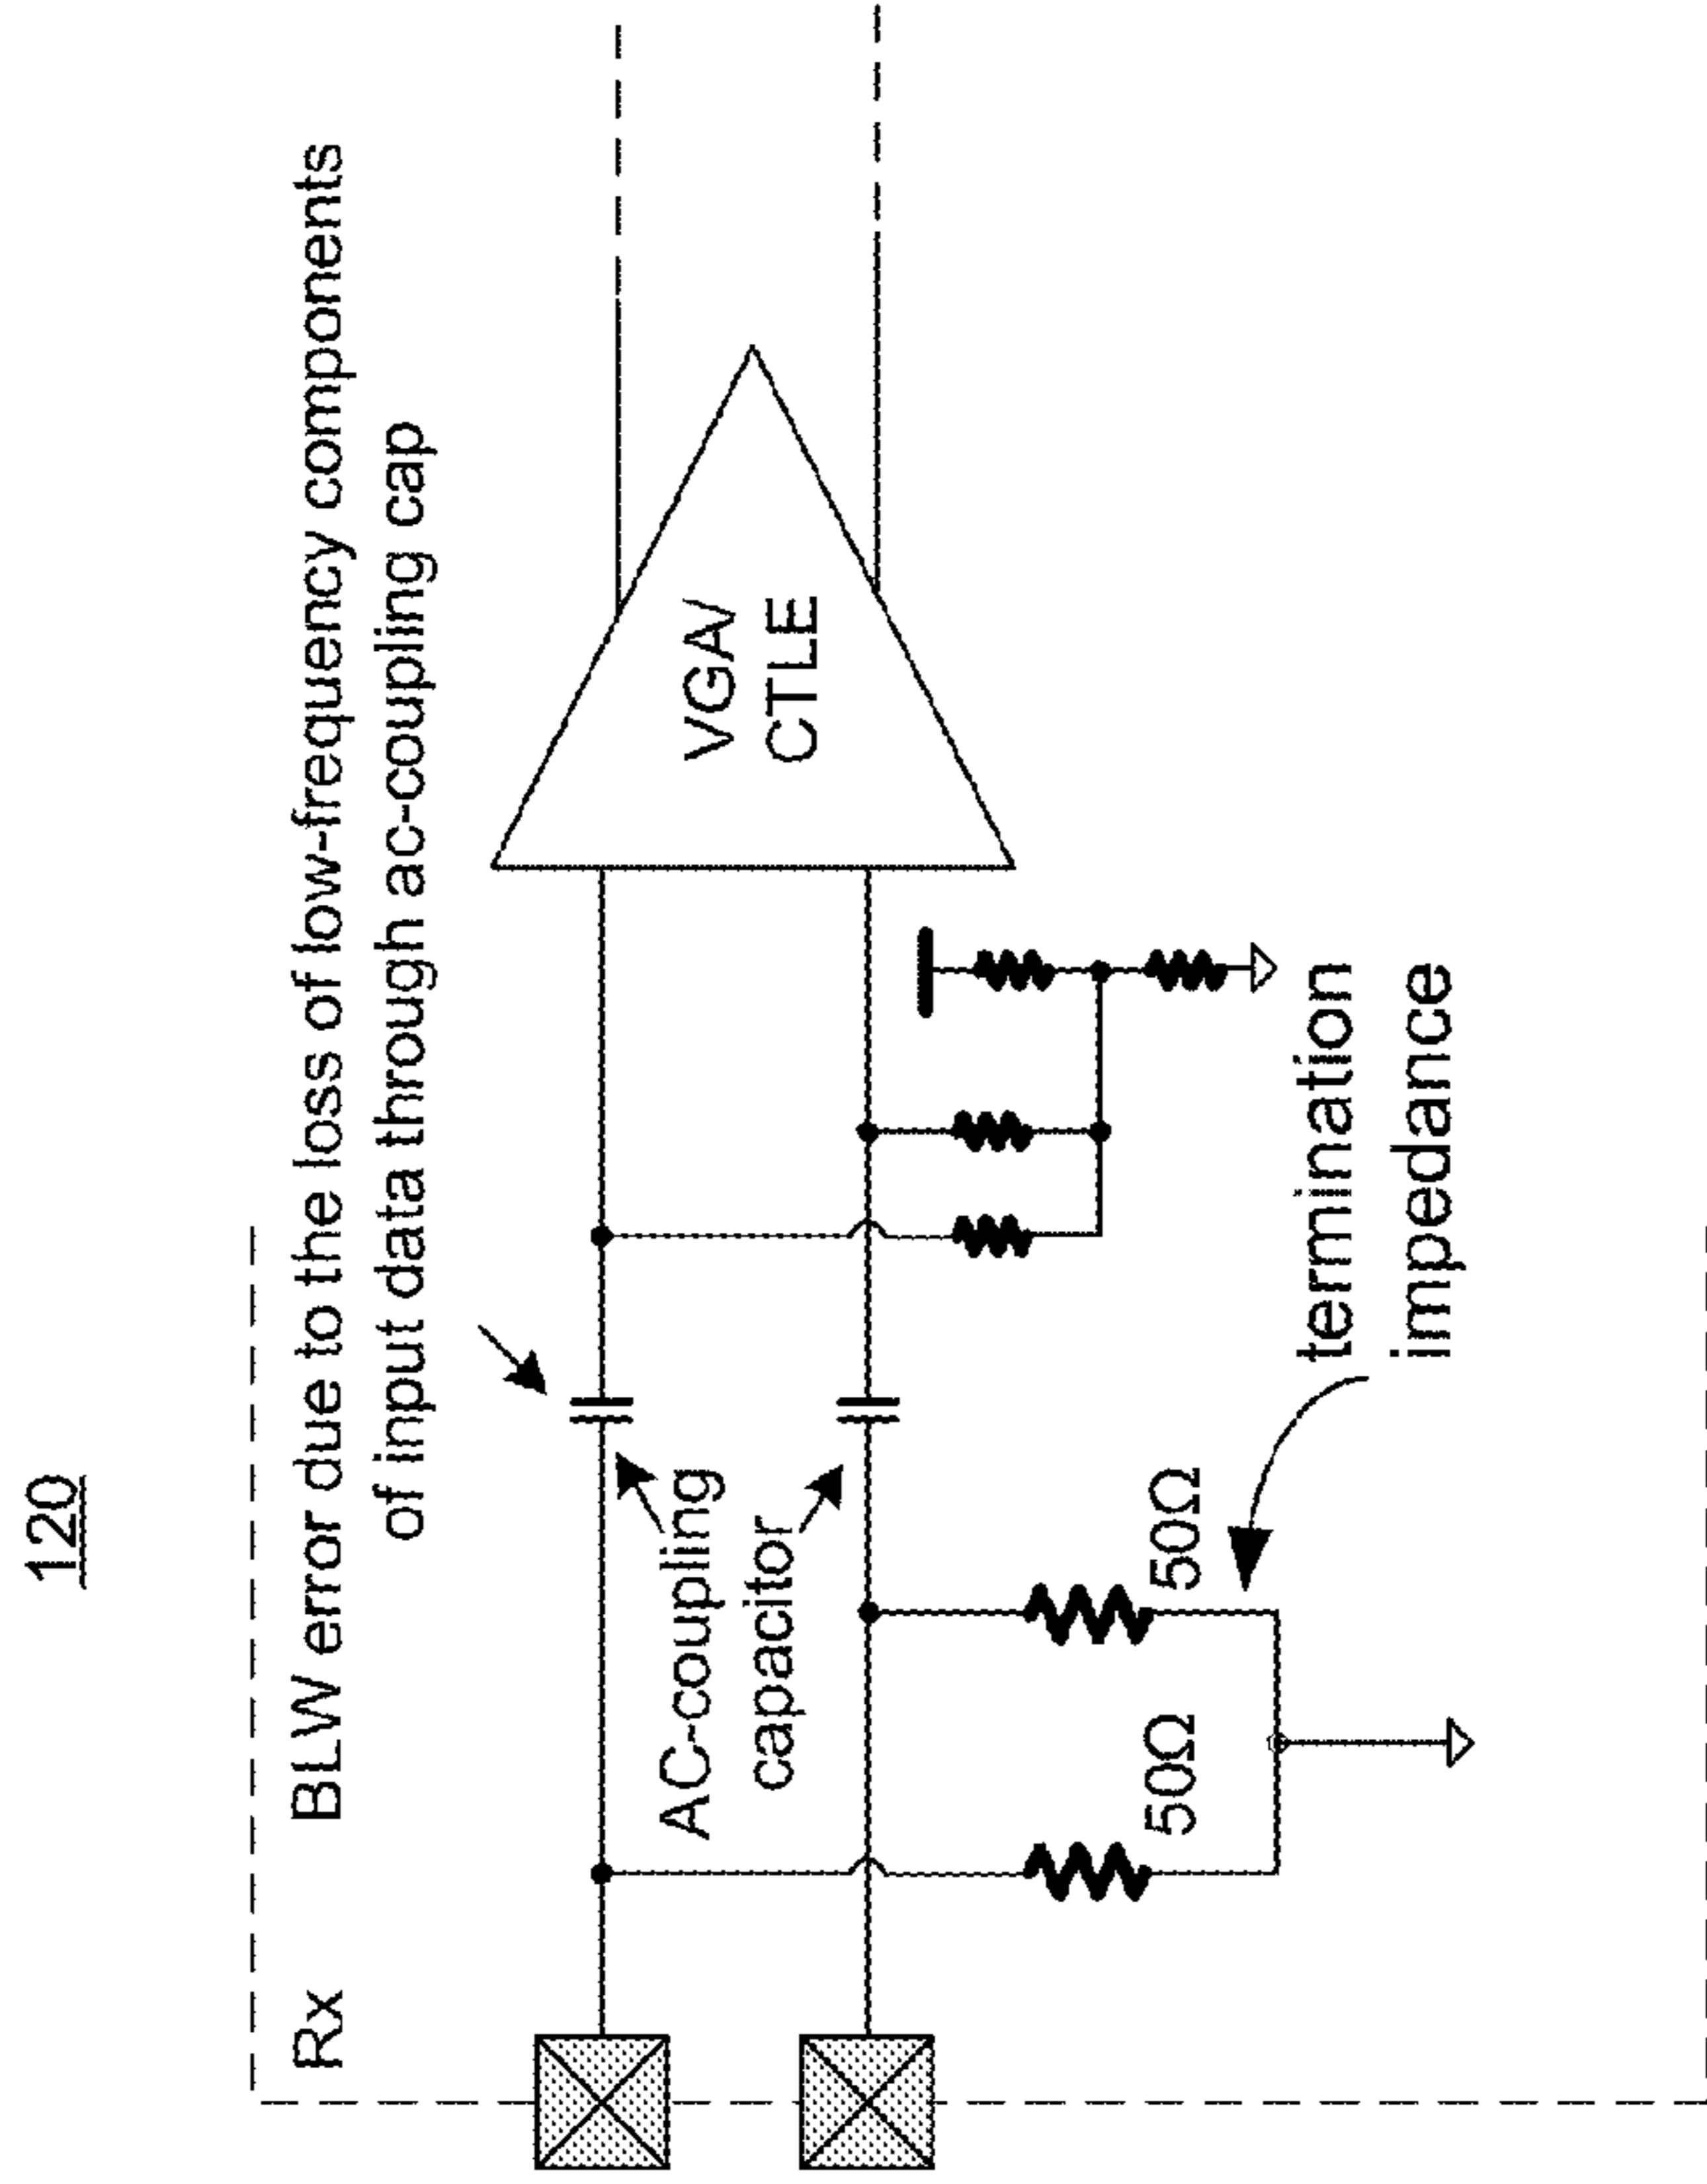 120
Rx
BLW error due to the loss of low-frequency components
of input data through ac-coupling cap
AC-coupling
capacitor
VGA/
CTLE
50Ω
50Ω
termination
impedance